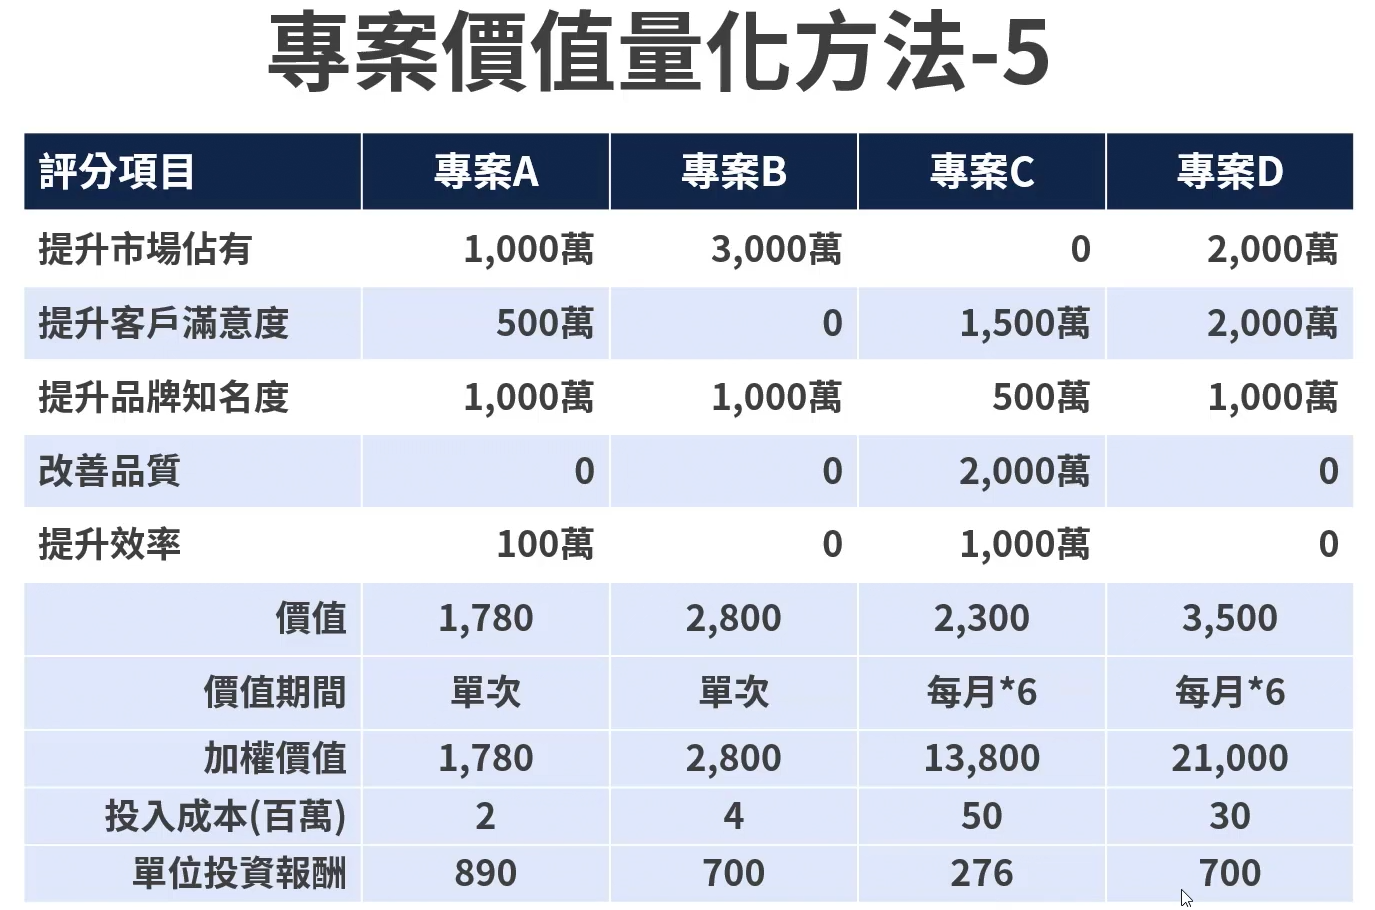 專案價值量化方法-5
評分項目 專案A 專案B 專案C 專案D
提升市場佔有 1,000萬 3,000萬 0 2,000萬
提升客戶滿意度 500萬 0 1,500萬 2,000萬
提升品牌知名度 1,000萬 1,000萬 500萬 1,000萬
改善品質 0 0 2,000萬 0
提升效率 100萬 0 1,000萬 0
價值 1,780 2,800 2,300 3,500
價值期間 單次 單次 每月*6 每月*6
加權價值 1,780 2,800 13,800 21,000
投入成本(百萬) 2 4 50 30
單位投資報酬 890 700 276 700